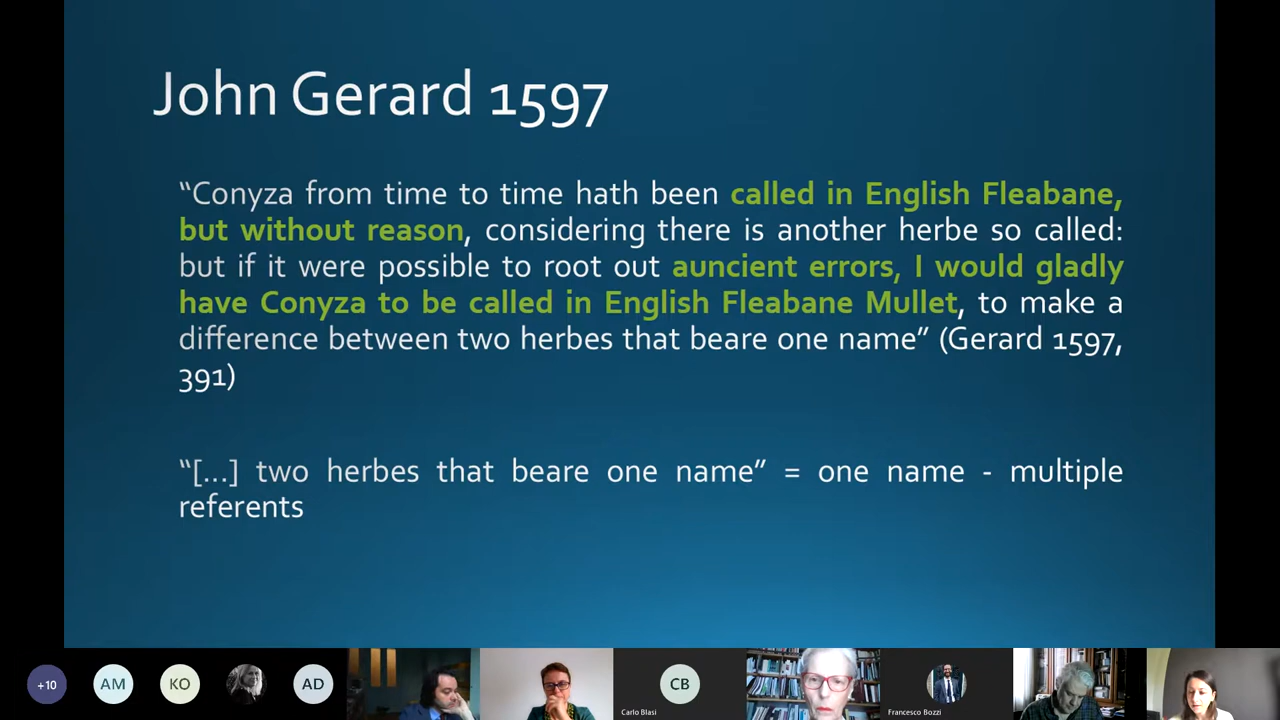 John Gerard 1597
“Conyza from time to time hath been called in English Fleabane,
but without reason, considering there is another herbe so called:
but if it were possible to root out auncient errors, I would gladly
have Conyza to be called in English Fleabane Mullet, to make a
difference between two herbes that beare one name” (Gerard 1597,
391)
“[...] two herbes that beare one name” = one name - multiple
referents
+10
AM
KO
AD
CB
Carlo Blasi
Francesco Bozzi